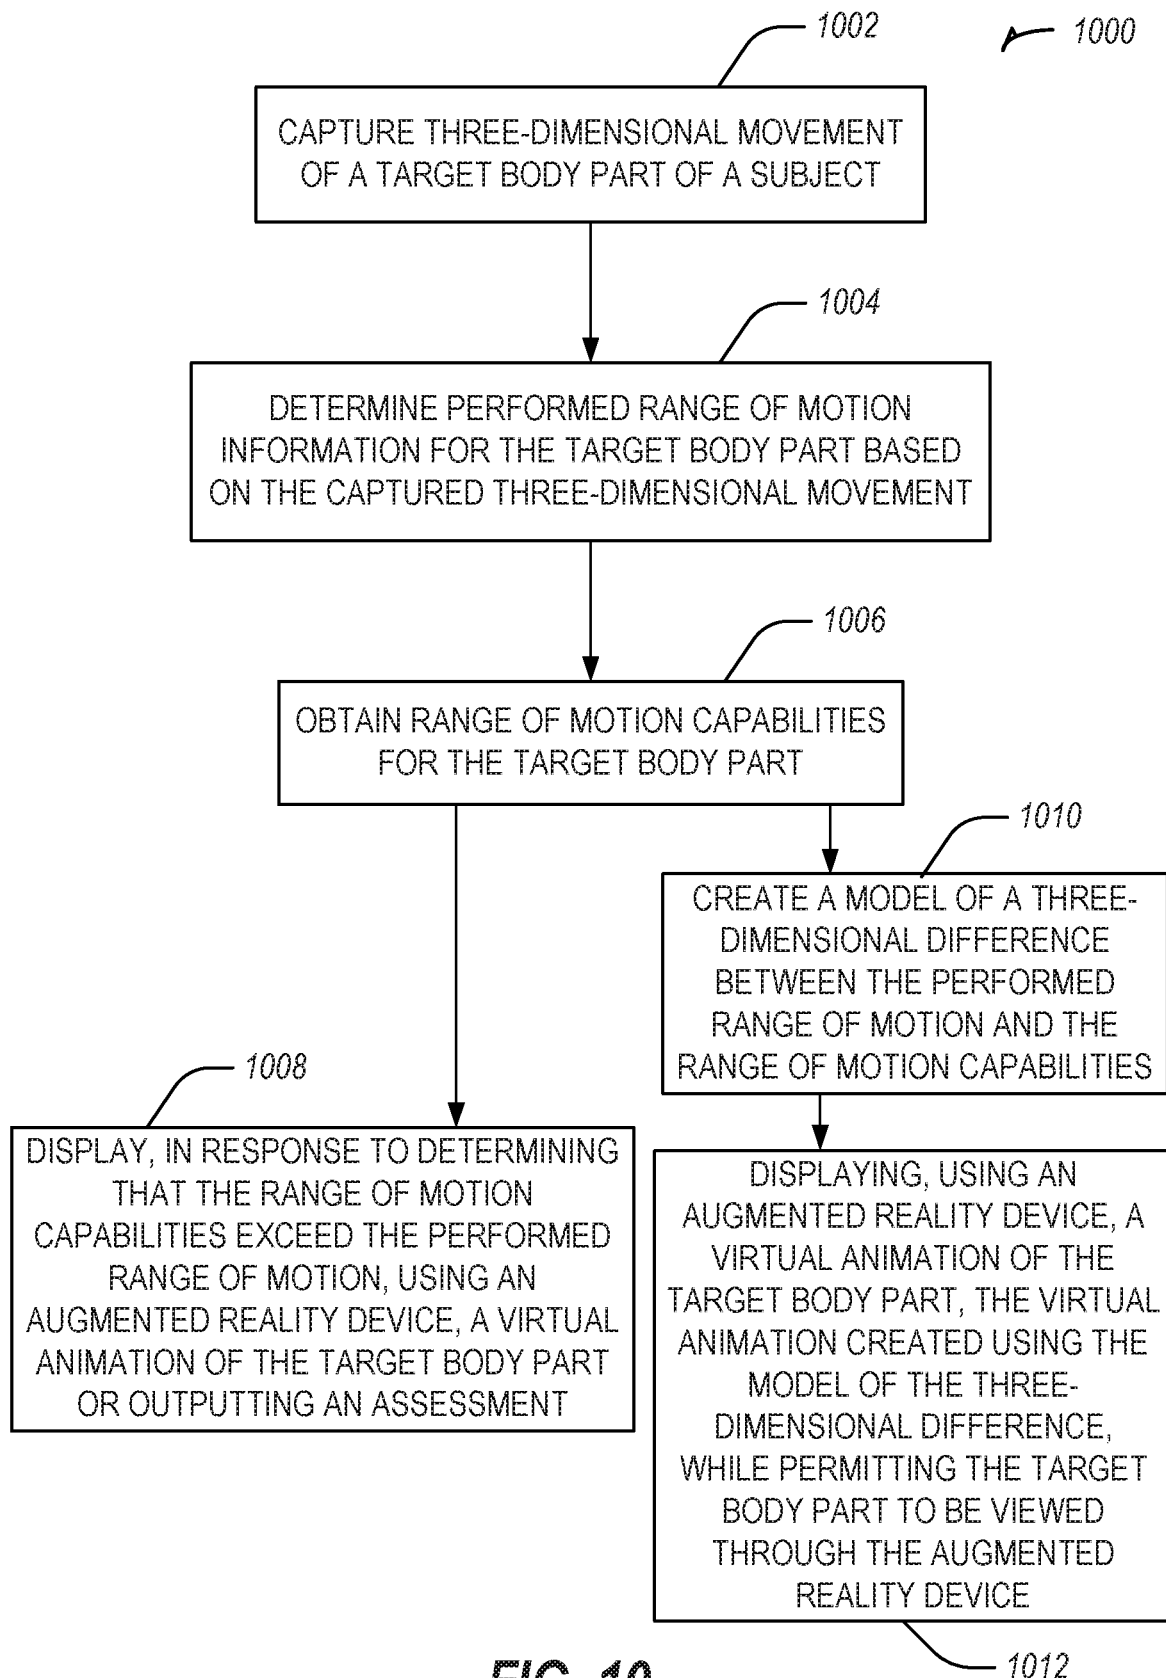 1002
1000
CAPTURE THREE-DIMENSIONAL MOVEMENT
OF A TARGET BODY PART OF A SUBJECT
1004
DETERMINE PERFORMED RANGE OF MOTION
INFORMATION FOR THE TARGET BODY PART BASED
ON THE CAPTURED THREE-DIMENSIONAL MOVEMENT
1006
OBTAIN RANGE OF MOTION CAPABILITIES
FOR THE TARGET BODY PART
1008
DISPLAY, IN RESPONSE TO DETERMINING
THAT THE RANGE OF MOTION
CAPABILITIES EXCEED THE PERFORMED
RANGE OF MOTION, USING AN
AUGMENTED REALITY DEVICE, A VIRTUAL
ANIMATION OF THE TARGET BODY PART
OR OUTPUTTING AN ASSESSMENT
1010
CREATE A MODEL OF A THREE-
DIMENSIONAL DIFFERENCE
BETWEEN THE PERFORMED
RANGE OF MOTION AND THE
RANGE OF MOTION CAPABILITIES
DISPLAYING, USING AN
AUGMENTED REALITY DEVICE, A
VIRTUAL ANIMATION OF THE
TARGET BODY PART, THE VIRTUAL
ANIMATION CREATED USING THE
MODEL OF THE THREE-
DIMENSIONAL DIFFERENCE,
WHILE PERMITTING THE TARGET
BODY PART TO BE VIEWED
THROUGH THE AUGMENTED
REALITY DEVICE
1012
FIG. 10